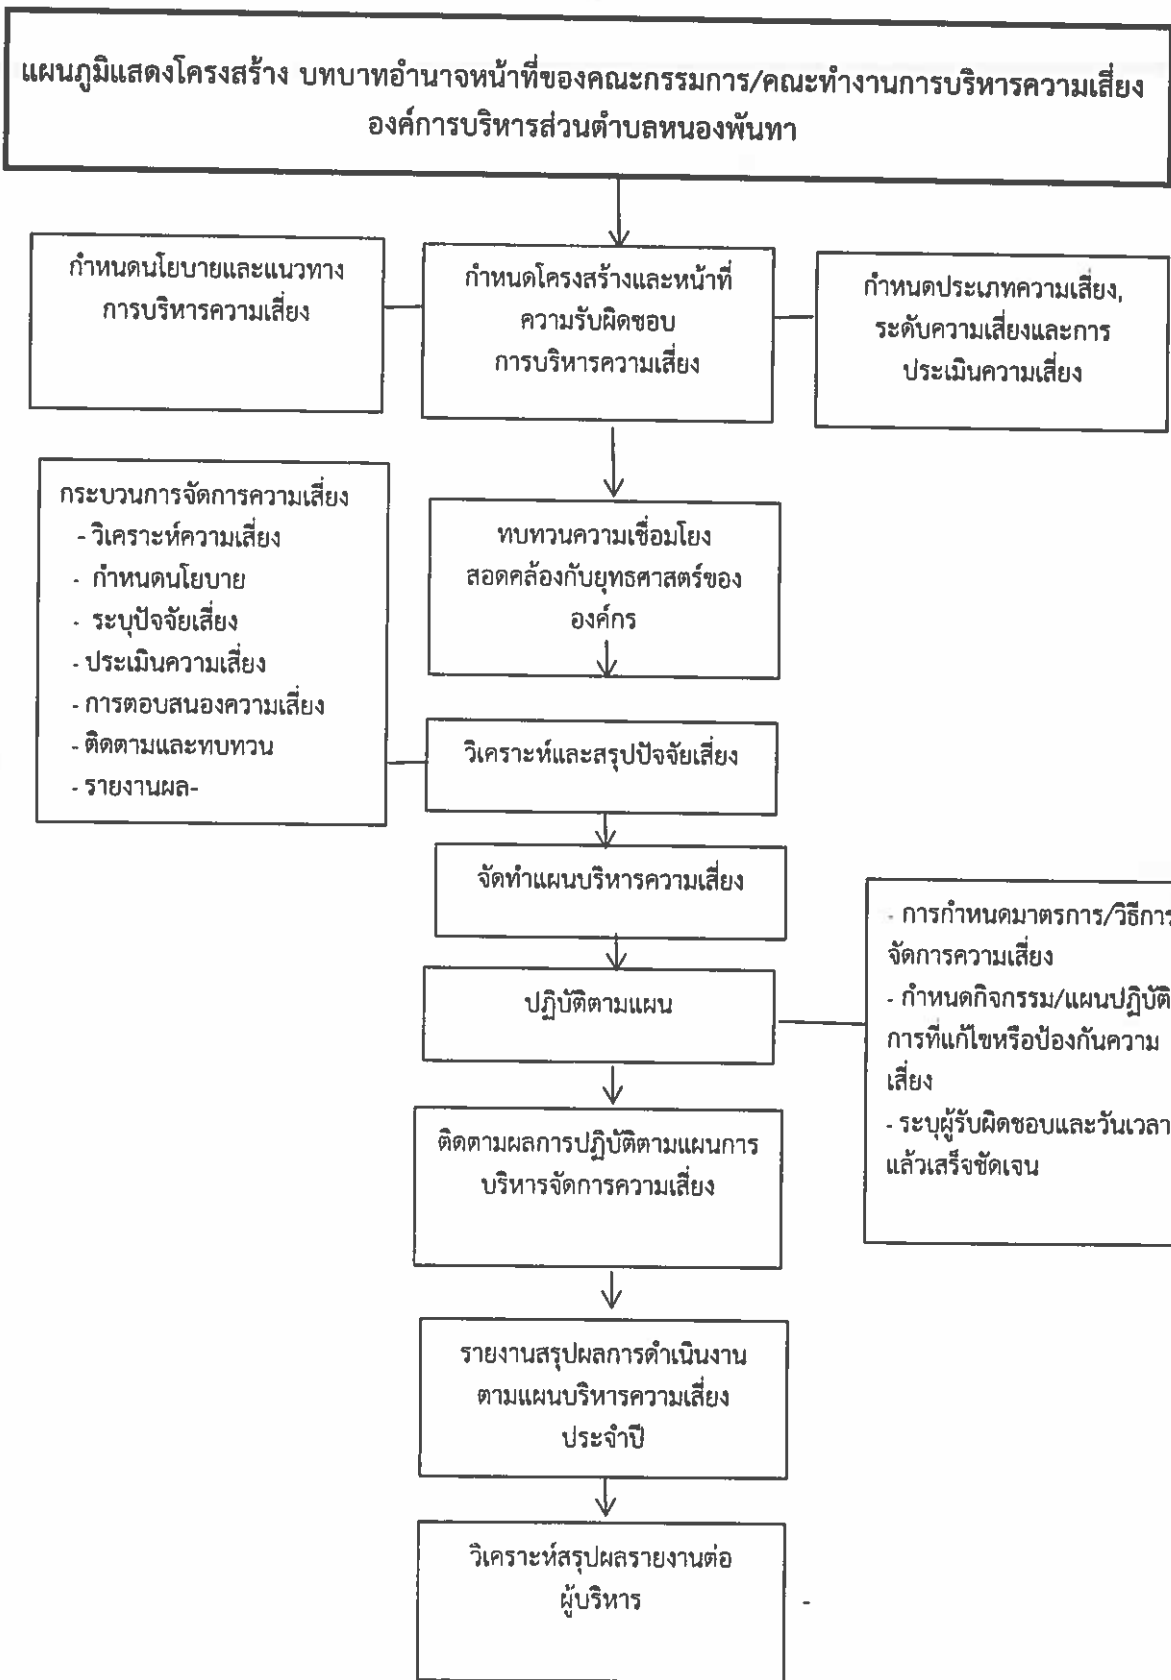 แผนภูมิแสดงโครงสร้าง บทบาทอำนาจหน้าที่ของคณะกรรมการ/คณะทำงานการบริหารความเสี่ยง
องค์การบริหารส่วนตำบลหนองพันทา
กำหนดนโยบายและแนวทาง
การบริหารความเสี่ยง
กำหนดโครงสร้างและหน้าที่
ความรับผิดชอบ
การบริหารความเสี่ยง
กำหนดประเภทความเสี่ยง,
ระดับความเสี่ยงและการ
ประเมินความเสี่ยง
กระบวนการจัดการความเสี่ยง
- วิเคราะห์ความเสี่ยง
- กำหนดนโยบาย
- ระบุปัจจัยเสี่ยง
- ประเมินความเสี่ยง
- การตอบสนองความเสี่ยง
- ติดตามและทบทวน
- รายงานผล-
ทบทวนความเชื่อมโยง
สอดคล้องกับยุทธศาสตร์ของ
องค์กร
วิเคราะห์และสรุปปัจจัยเสี่ยง
จัดทำแผนบริหารความเสี่ยง
ปฏิบัติตามแผน
- การกำหนดมาตรการ/วิธีการ
จัดการความเสี่ยง
- กำหนดกิจกรรม/แผนปฏิบัติ
การที่แก้ไขหรือป้องกันความ
เสี่ยง
- ระบุผู้รับผิดชอบและวันเวลา
แล้วเสร็จชัดเจน
ติดตามผลการปฏิบัติตามแผนการ
บริหารจัดการความเสี่ยง
รายงานสรุปผลการดำเนินงาน
ตามแผนบริหารความเสี่ยง
ประจำปี
วิเคราะห์สรุปผลรายงานต่อ
ผู้บริหาร
-